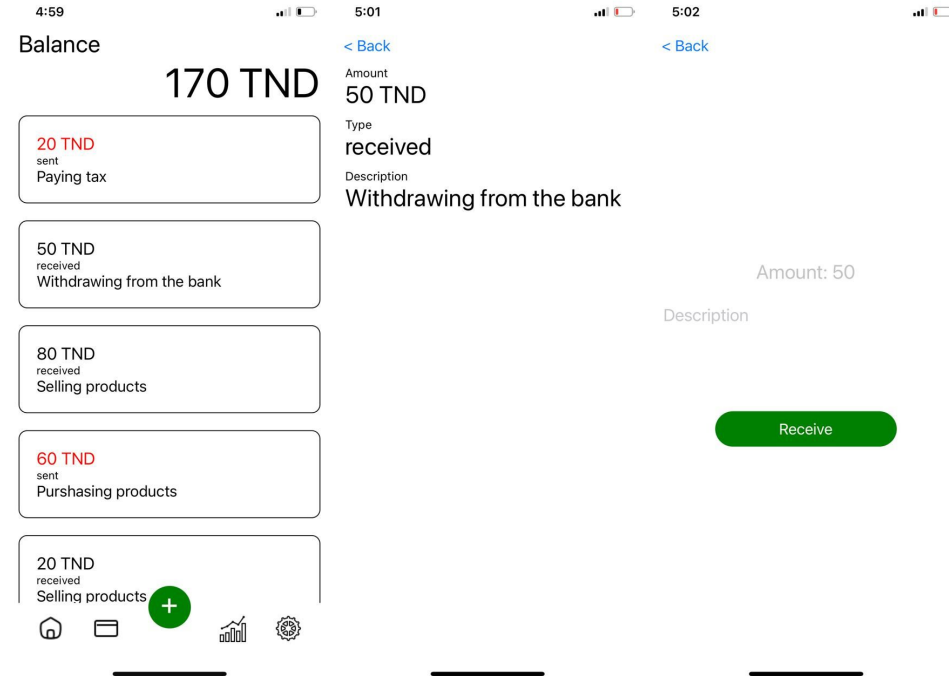 4:59
Balance
170 TND
20 TND
sent
Paying tax
50 TND
received
Withdrawing from the bank
80 TND
received
Selling products
60 TND
sent
Purshasing products
20 TND
received
Selling products
+
5:01
< Back
Amount
50 TND
Type
received
Description
Withdrawing from the bank
5:02
< Back
Amount: 50
Description
Receive